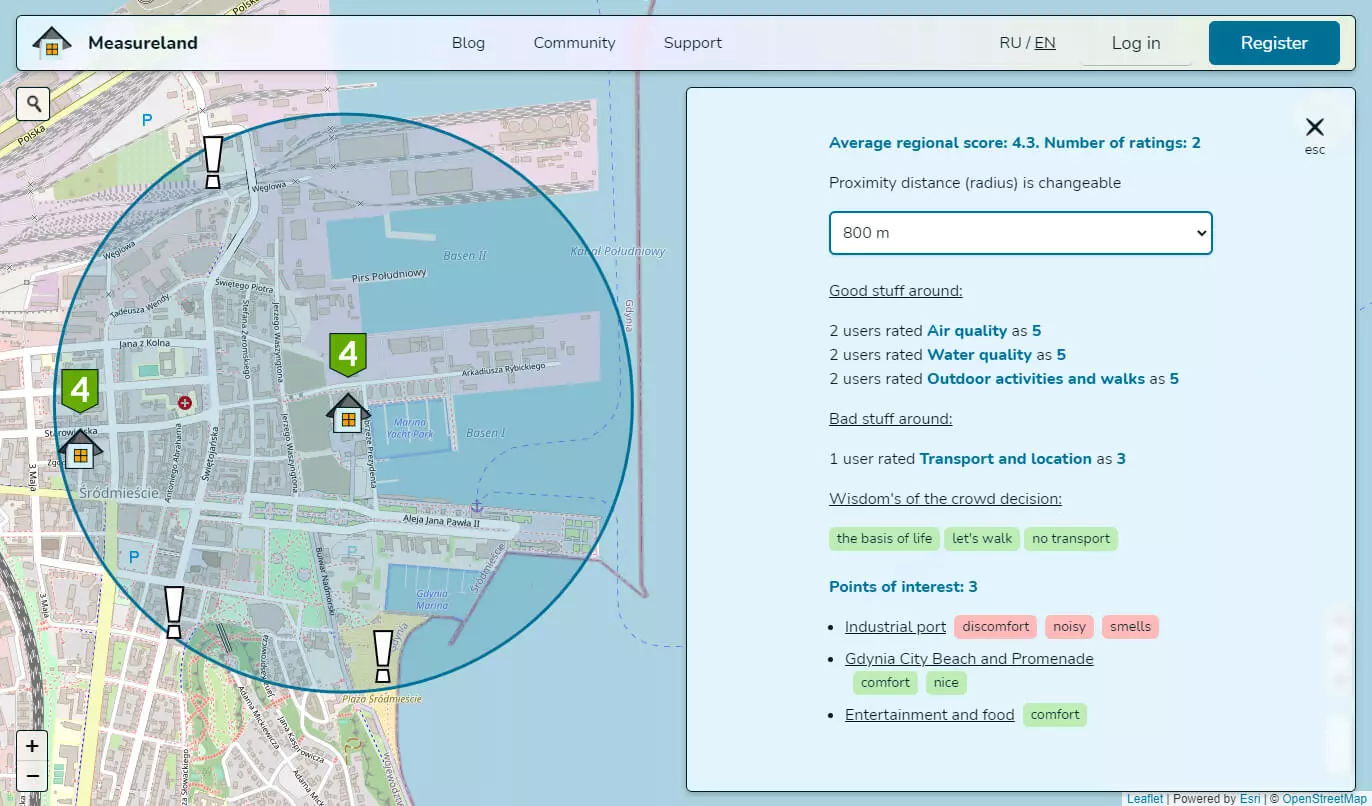 Measureland
Blog
Community
Support
RU / EN
Log in
Register
Polska
Polska
P
Węglowa
Węglowa
Basen II
Kanał Południowy
Pirs Południowy
Świętego Piotra
Tadeusza Wendy
Stefana Żeromskiego
Jerzego Waszyngtona
Gdynia
Jana z Kolna
4
Arkadiusza Rybickiego
4
Marina
Yacht Park
Basen I
Starowiejska
Antoniego Abrahama
Świętojańska
Jerzego Waszyngtona
3 Maja
Śródmieście
Aleja Jana Pawła II
P
P
Bulwar Nadmorski
Śródmieście
Gdynia
Marina
3 Maja
Gdynia
Plaża Śródmieście
Adama Mickiewicza
Jana Kasprowicza
+
−
Average regional score: 4.3. Number of ratings: 2
esc
Proximity distance (radius) is changeable
800 m
Good stuff around:
2 users rated Air quality as 5
2 users rated Water quality as 5
2 users rated Outdoor activities and walks as 5
Bad stuff around:
1 user rated Transport and location as 3
Wisdom's of the crowd decision:
the basis of life let's walk no transport
Points of interest: 3
Industrial port discomfort noisy smells
Gdynia City Beach and Promenade
comfort nice
Entertainment and food comfort
Leaflet | Powered by Esri | © OpenStreetMap